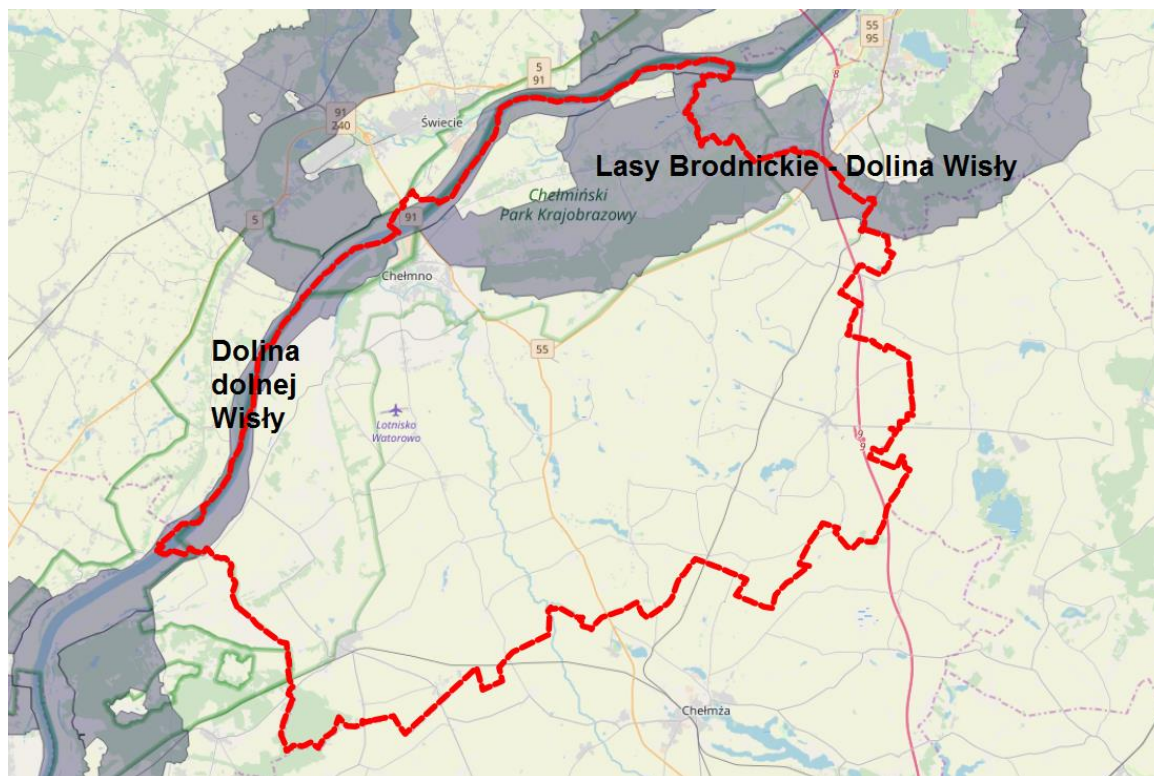 55
95
8
5
91
91
240
Świecie
Lasy Brodnickie - Dolina Wisły
Chełmiński
Park Krajobrazowy
5
91
Chełmno
55
Dolina
dolnej
Wisły
Lotnisko
Watorowo
Chełmża